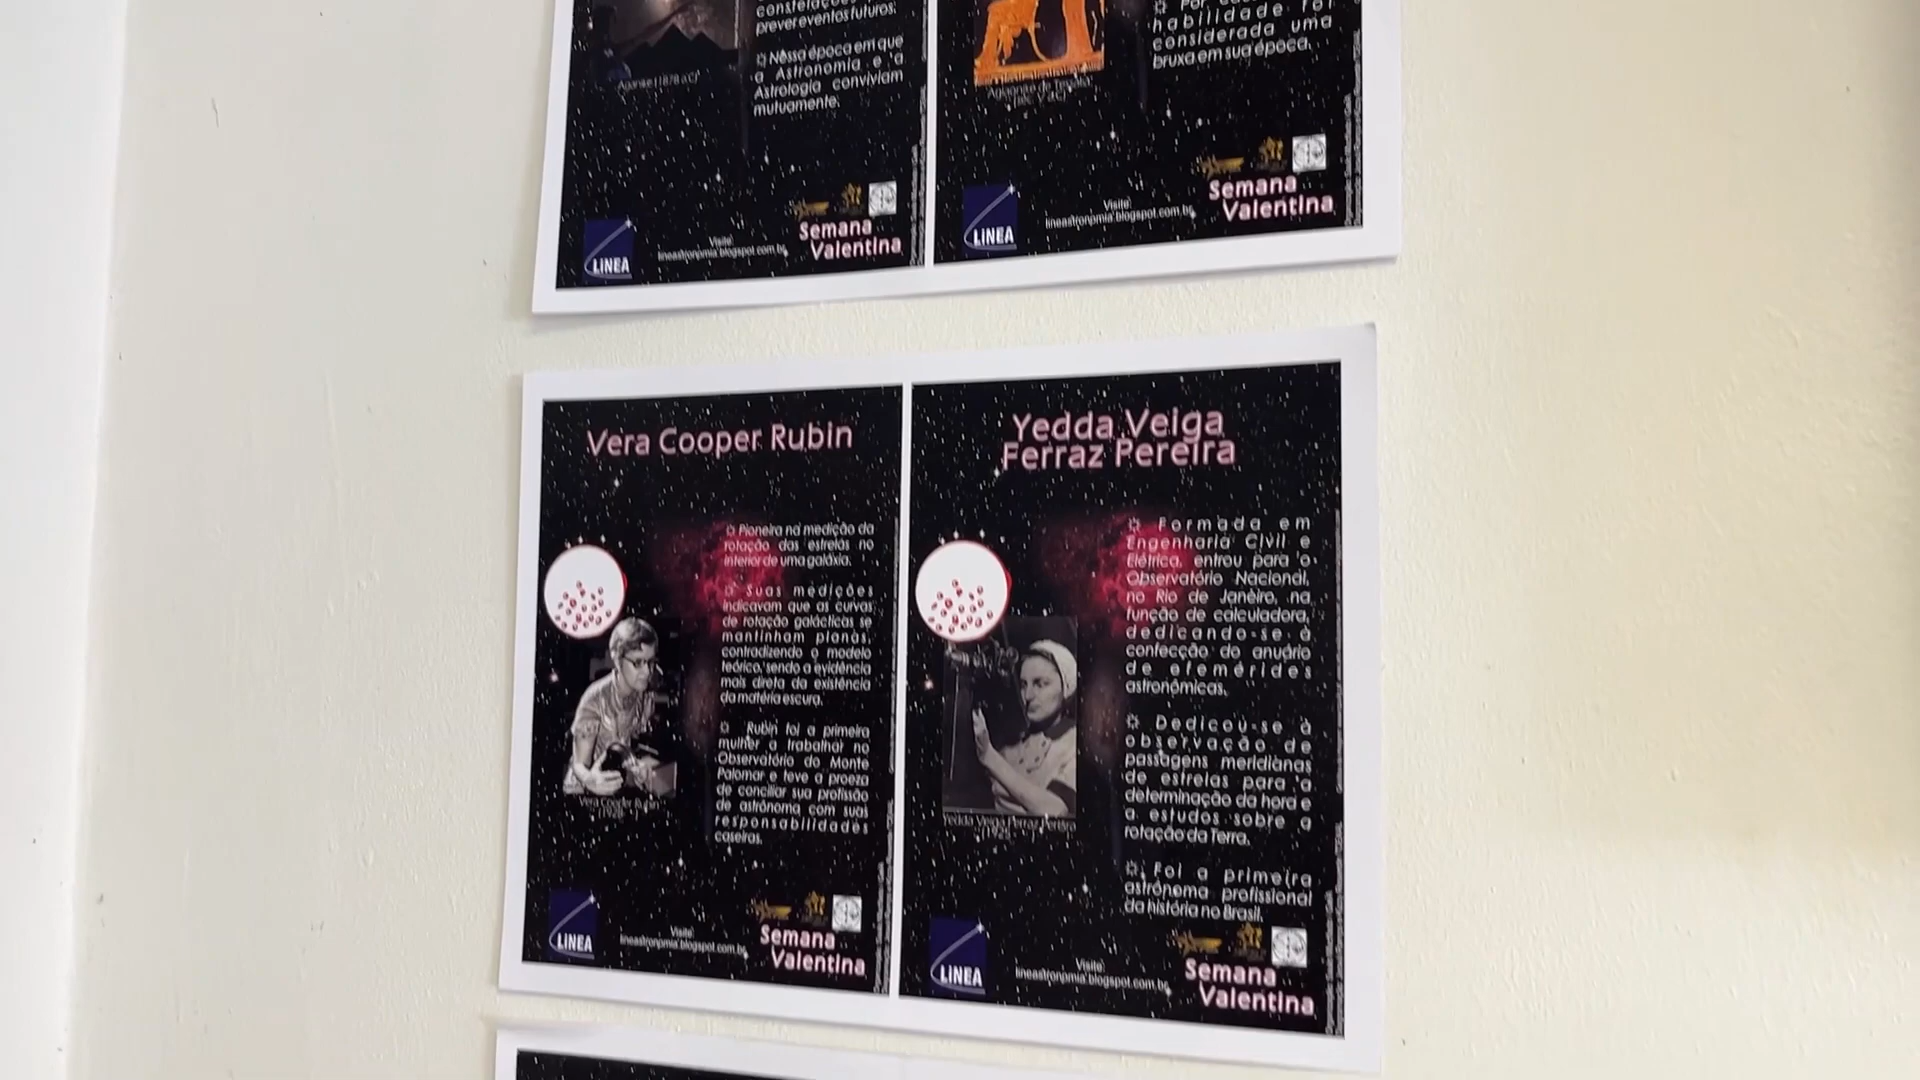 constelações
prever eventos futuros.
☼ Nessa época em que
a Astronomia e a
Astrologia conviviam
mutuamente.
Visite:
lineastronomia.blogspot.com.br
LINEA
Semana
Valentina
habilidade foi
considerada uma
bruxa em sua época.
Visite:
lineastronomia.blogspot.com.br
LINEA
Semana
Valentina
Vera Cooper Rubin
☼ Pioneira na medição da
rotação das estrelas no
interior de uma galáxia.
☼ Suas medições
indicavam que as curvas
de rotação galácticas se
mantinham planas,
contradizendo o modelo
teórico, sendo a evidência
mais direta da existência
da matéria escura.
☼ Rubin foi a primeira
mulher a trabalhar no
Observatório do Monte
Palomar e teve a proeza
de conciliar sua profissão
de astrônoma com suas
responsabilidades
caseiras.
Vera Cooper Rubin
LINEA
Visite:
lineastronomia.blogspot.com.br
Semana
Valentina
Yedda Veiga
Ferraz Pereira
☼ Formada em
Engenharia Civil e
Elétrica, entrou para o
Observatório Nacional,
no Rio de Janeiro, na
função de calculadora,
dedicando-se à
confecção do anuário
de efemérides
astronômicas.
☼ Dedicou-se à
observação de
passagens meridianas
de estrelas para a
determinação da hora e
a estudos sobre a
rotação da Terra.
☼ Foi a primeira
astrônoma profissional
da história no Brasil.
Yedda Veiga Ferraz Pereira
LINEA
Visite:
lineastronomia.blogspot.com.br
Semana
Valentina